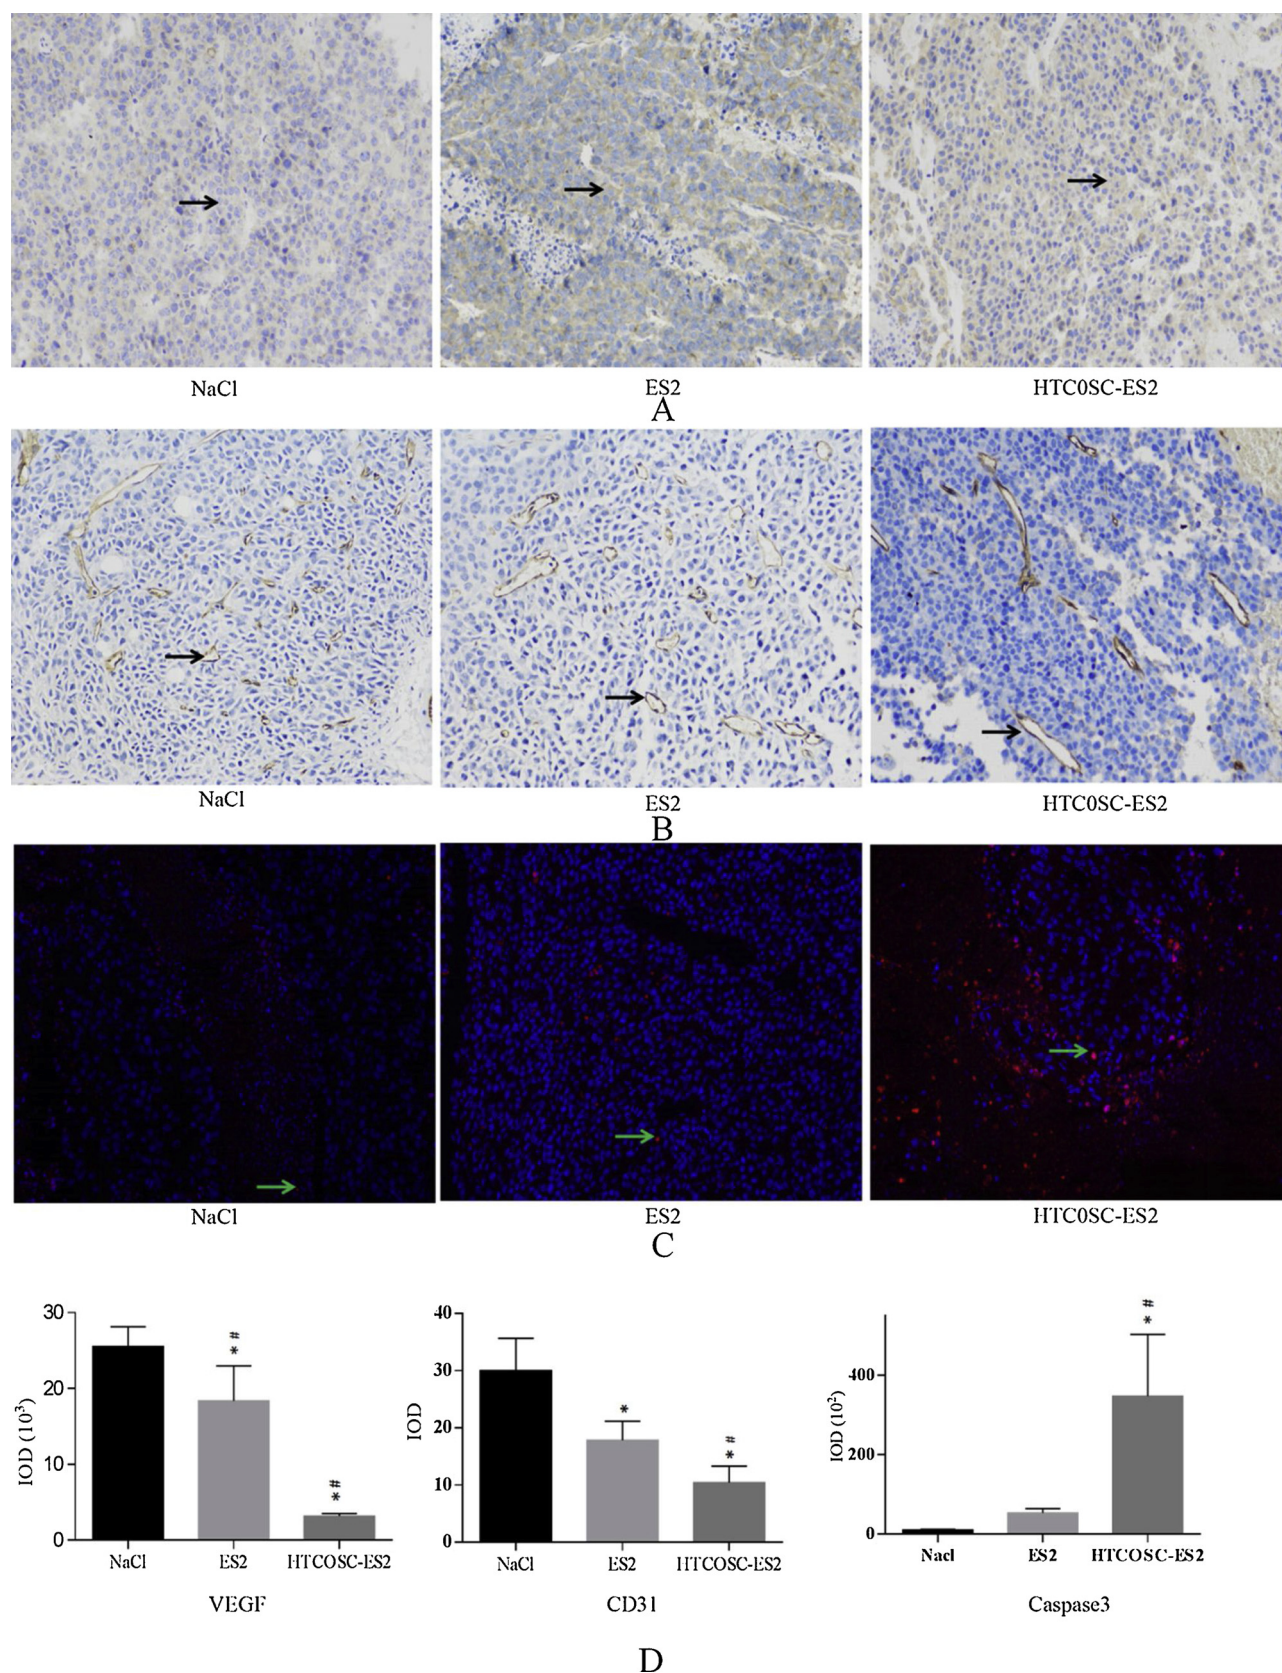 NaCl ES2 HTC0SC-ES2
A
NaCl ES2 HTC0SC-ES2
B
NaCl ES2 HTC0SC-ES2
C
IOD (10³)
30
20
10
0
* #
* #
NaCl ES2 HTCOSC-ES2
VEGF
IOD
40
30
20
10
0
*
* #
NaCl ES2 HTCOSC-ES2
CD31
IOD (10²)
400
200
0
* #
Nacl ES2 HTCOSC-ES2
Caspase3
D